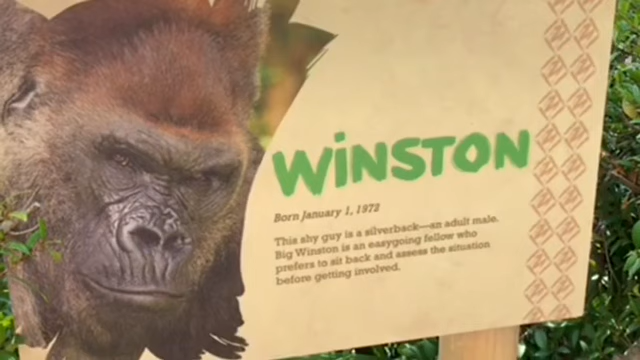 WiNSTON
Born January 1, 1972
This shy guy is a silverback—an adult male.
Big Winston is an easygoing fellow who
prefers to sit back and assess the situation
before getting involved.